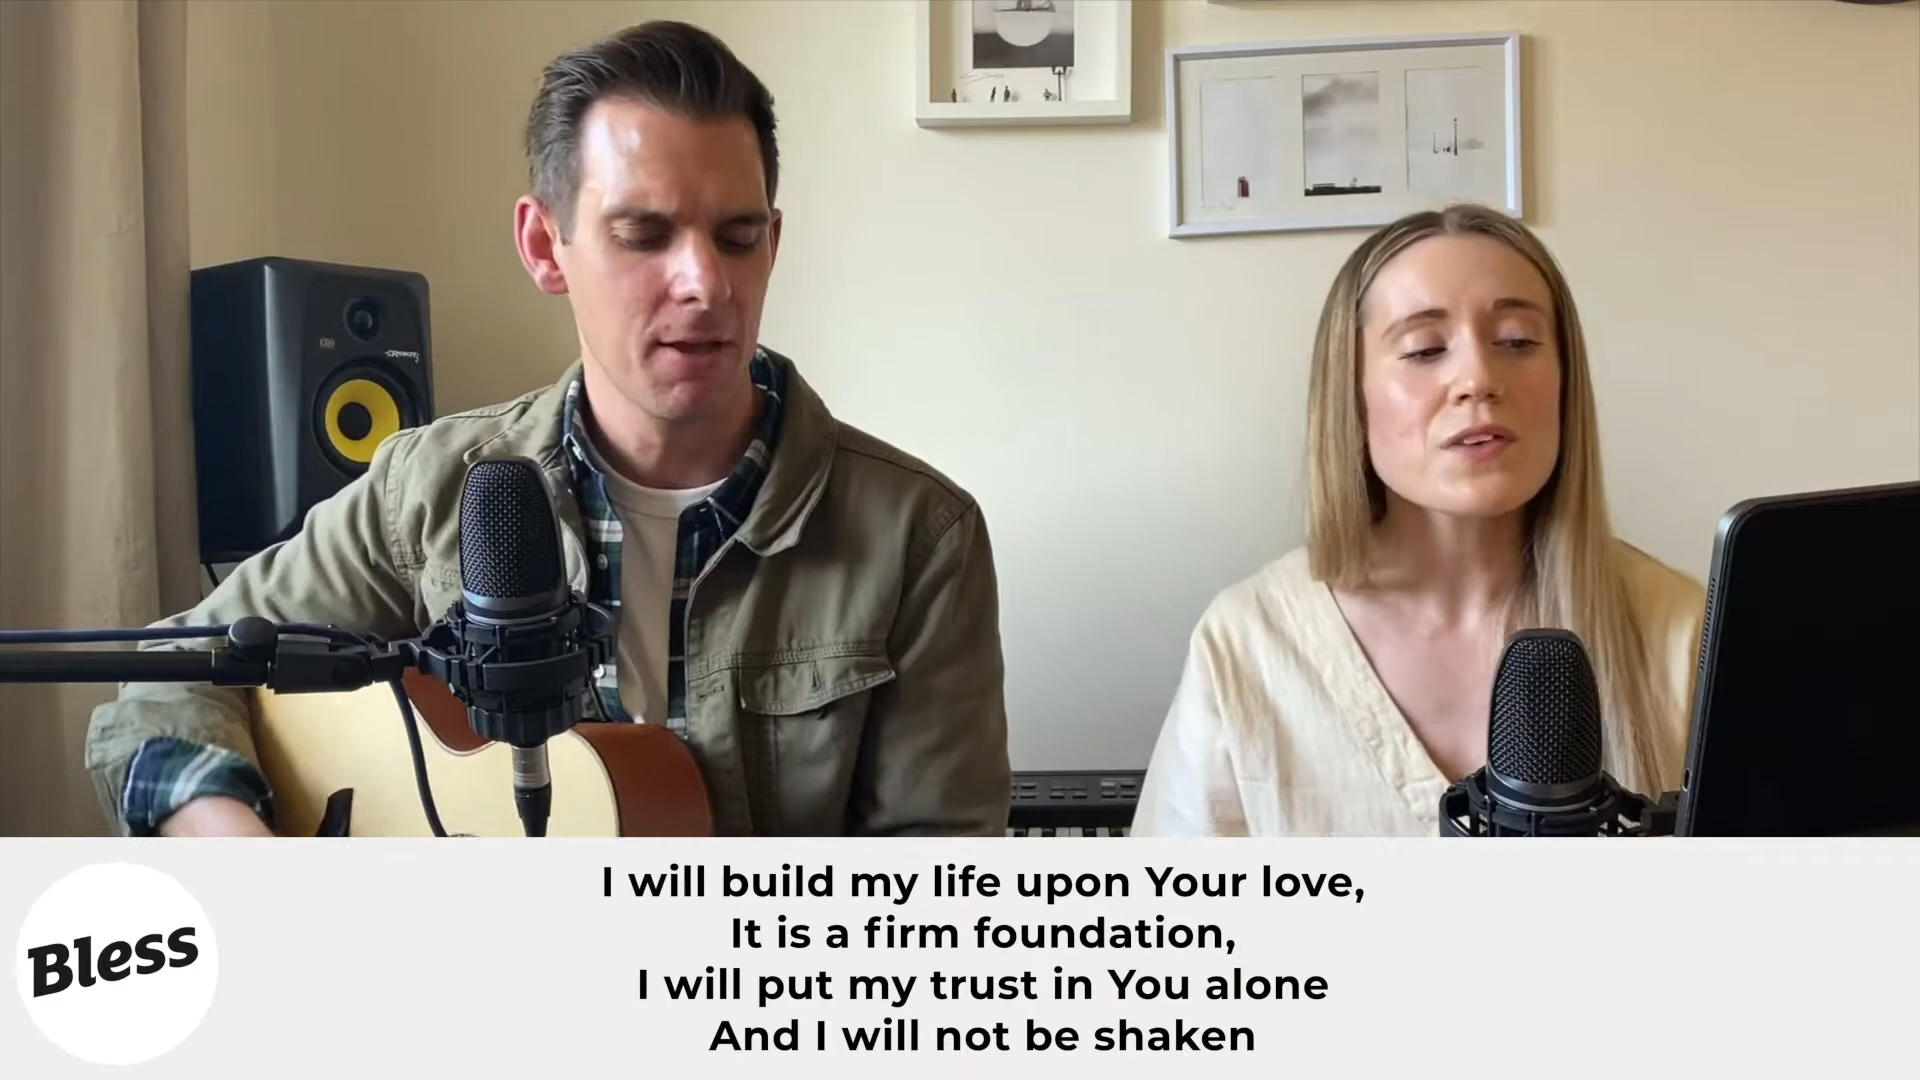 I will build my life upon Your love,
It is a firm foundation,
I will put my trust in You alone
And I will not be shaken
Bless